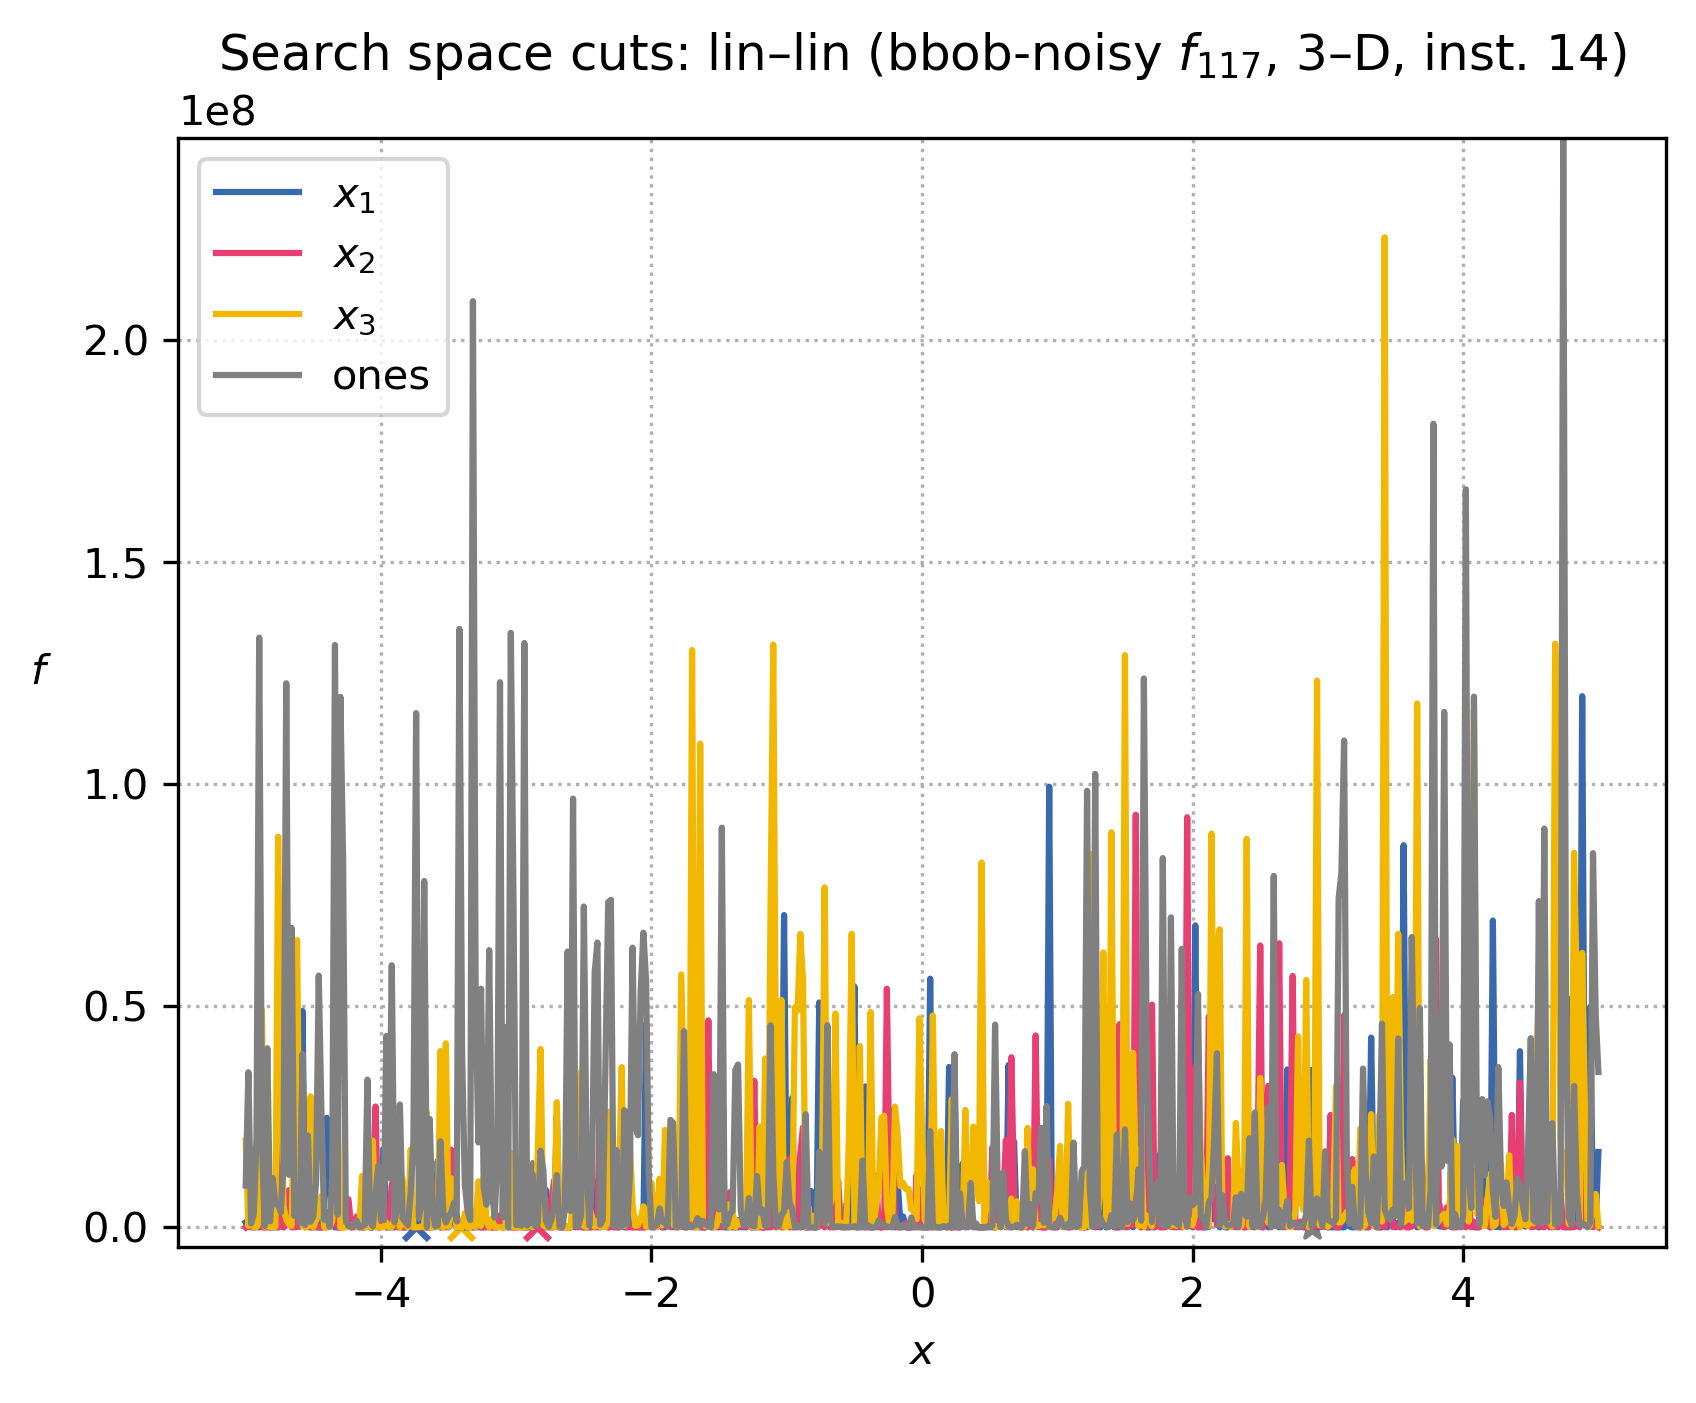 Search space cuts: lin–lin (bbob-noisy f₁₁₇, 3–D, inst. 14)
1e8
x₁
x₂
x₃
ones
2.0
1.5
f
1.0
0.5
0.0
−4 −2 0 2 4
x